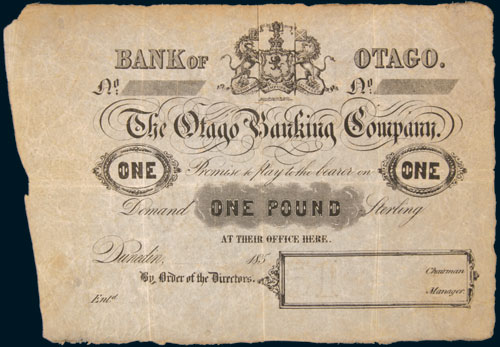 BANK OF OTAGO.
No. No.
The Otago Banking Company.
ONE Promise to pay to the bearer on ONE
Demand ONE POUND Sterling
AT THEIR OFFICE HERE.
Dunedin, 185
By Order of the Directors.
Chairman
Manager.
Entd.